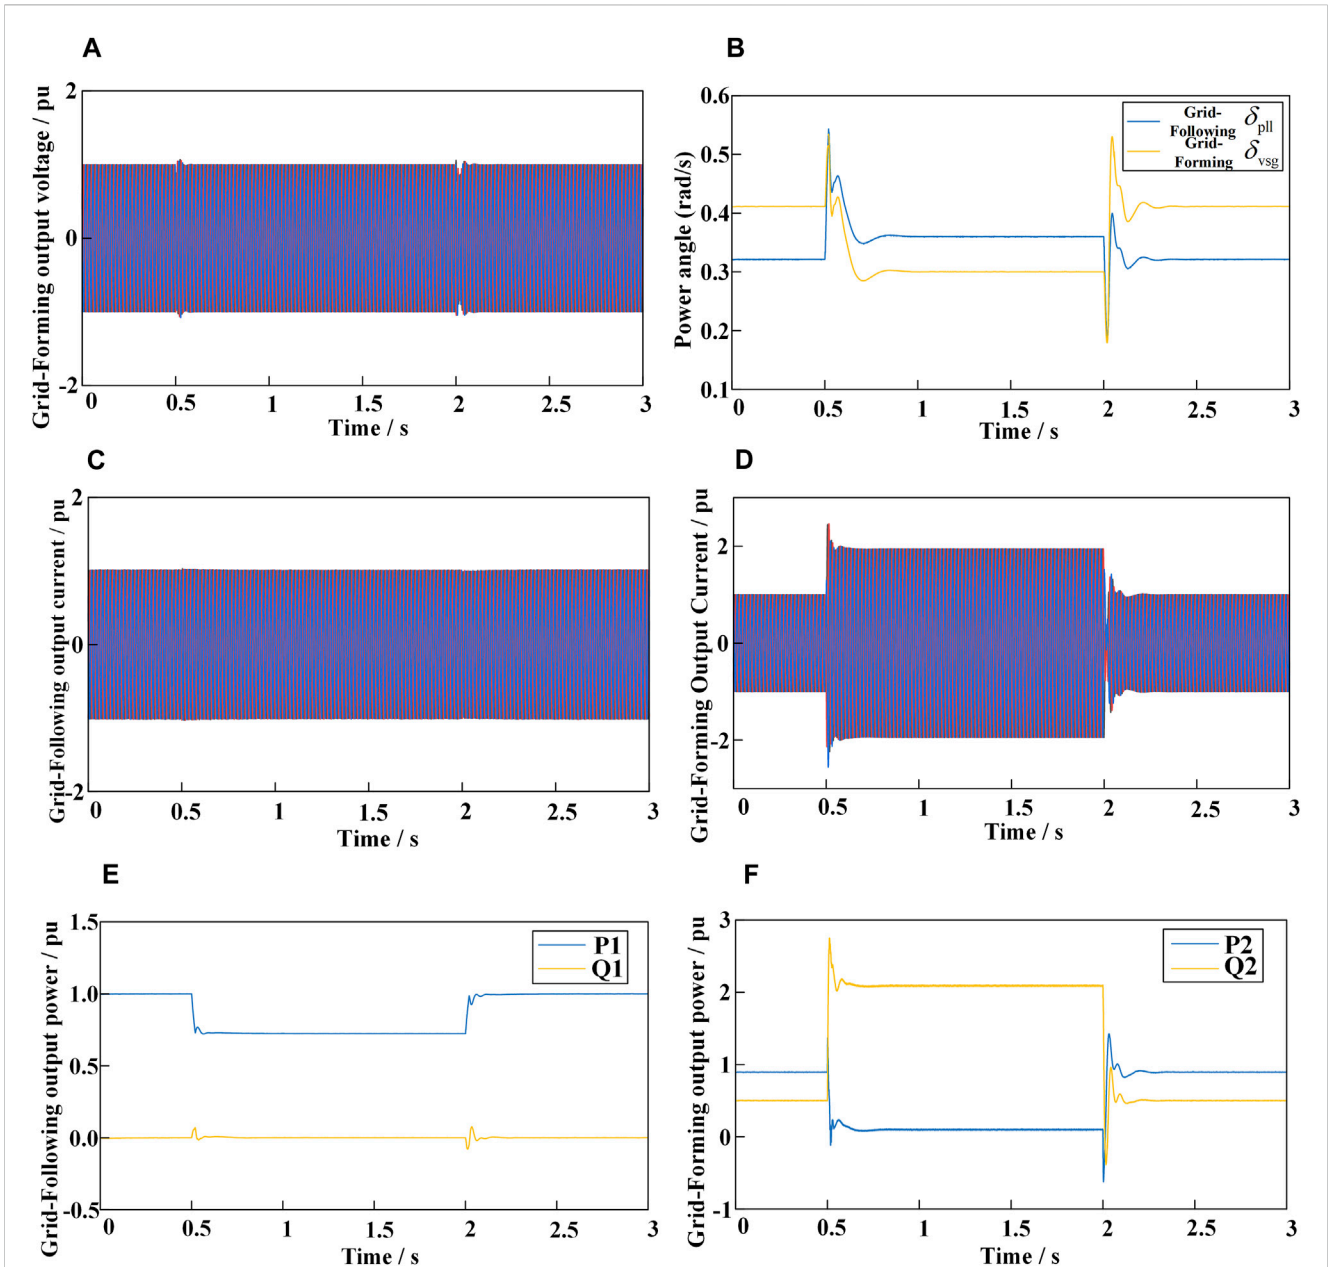 A
Grid-Forming output voltage / pu
2
0
-2
0 0.5 1 1.5 2 2.5 3
Time / s
B
Power angle (rad/s)
0.6
0.5
0.4
0.3
0.2
0.1
Grid-Following δpll
Grid-Forming δvsg
0 0.5 1 1.5 2 2.5 3
Time / s
C
Grid-Following output current / pu
2
0
-2
0 0.5 1 1.5 2 2.5 3
Time / s
D
Grid-Forming Output Current / pu
2
0
-2
0 0.5 1 1.5 2 2.5 3
Time / s
E
Grid-Following output power / pu
1.5
1.0
0.5
0.0
-0.5
P1
Q1
0 0.5 1 1.5 2 2.5 3
Time / s
F
Grid-Forming output power / pu
3
2
1
0
-1
P2
Q2
0 0.5 1 1.5 2 2.5 3
Time / s